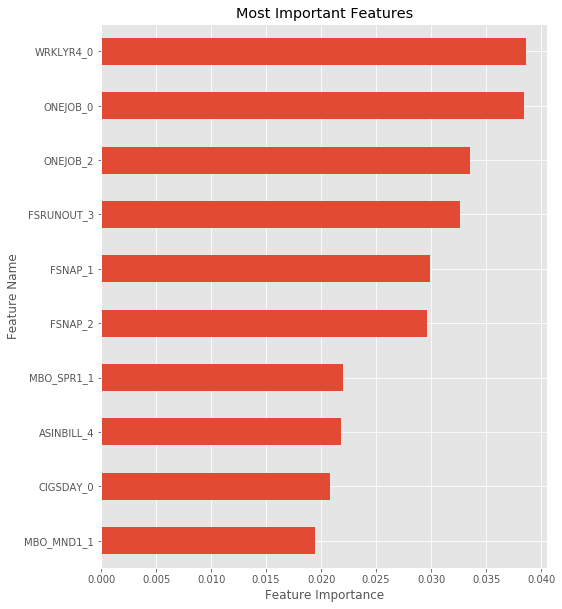 Most Important Features
Feature Name
WRKLYR4_0
ONEJOB_0
ONEJOB_2
FSRUNOUT_3
FSNAP_1
FSNAP_2
MBO_SPR1_1
ASINBILL_4
CIGSDAY_0
MBO_MND1_1
0.000 0.005 0.010 0.015 0.020 0.025 0.030 0.035 0.040
Feature Importance